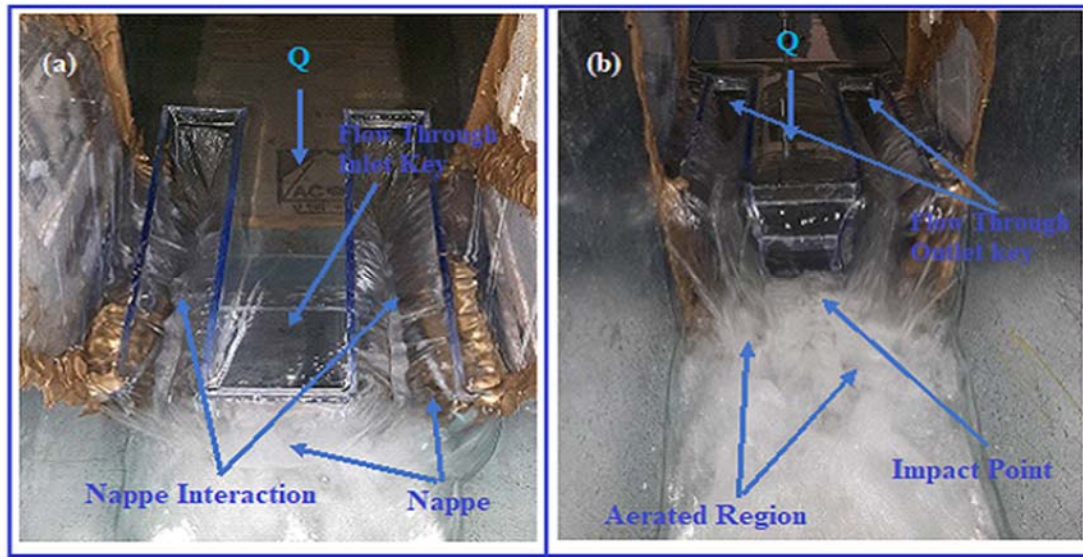 (a)
Q
Flow Through
Inlet Key
Nappe Interaction
Nappe
(b)
Q
Flow Through
Outlet key
Impact Point
Aerated Region